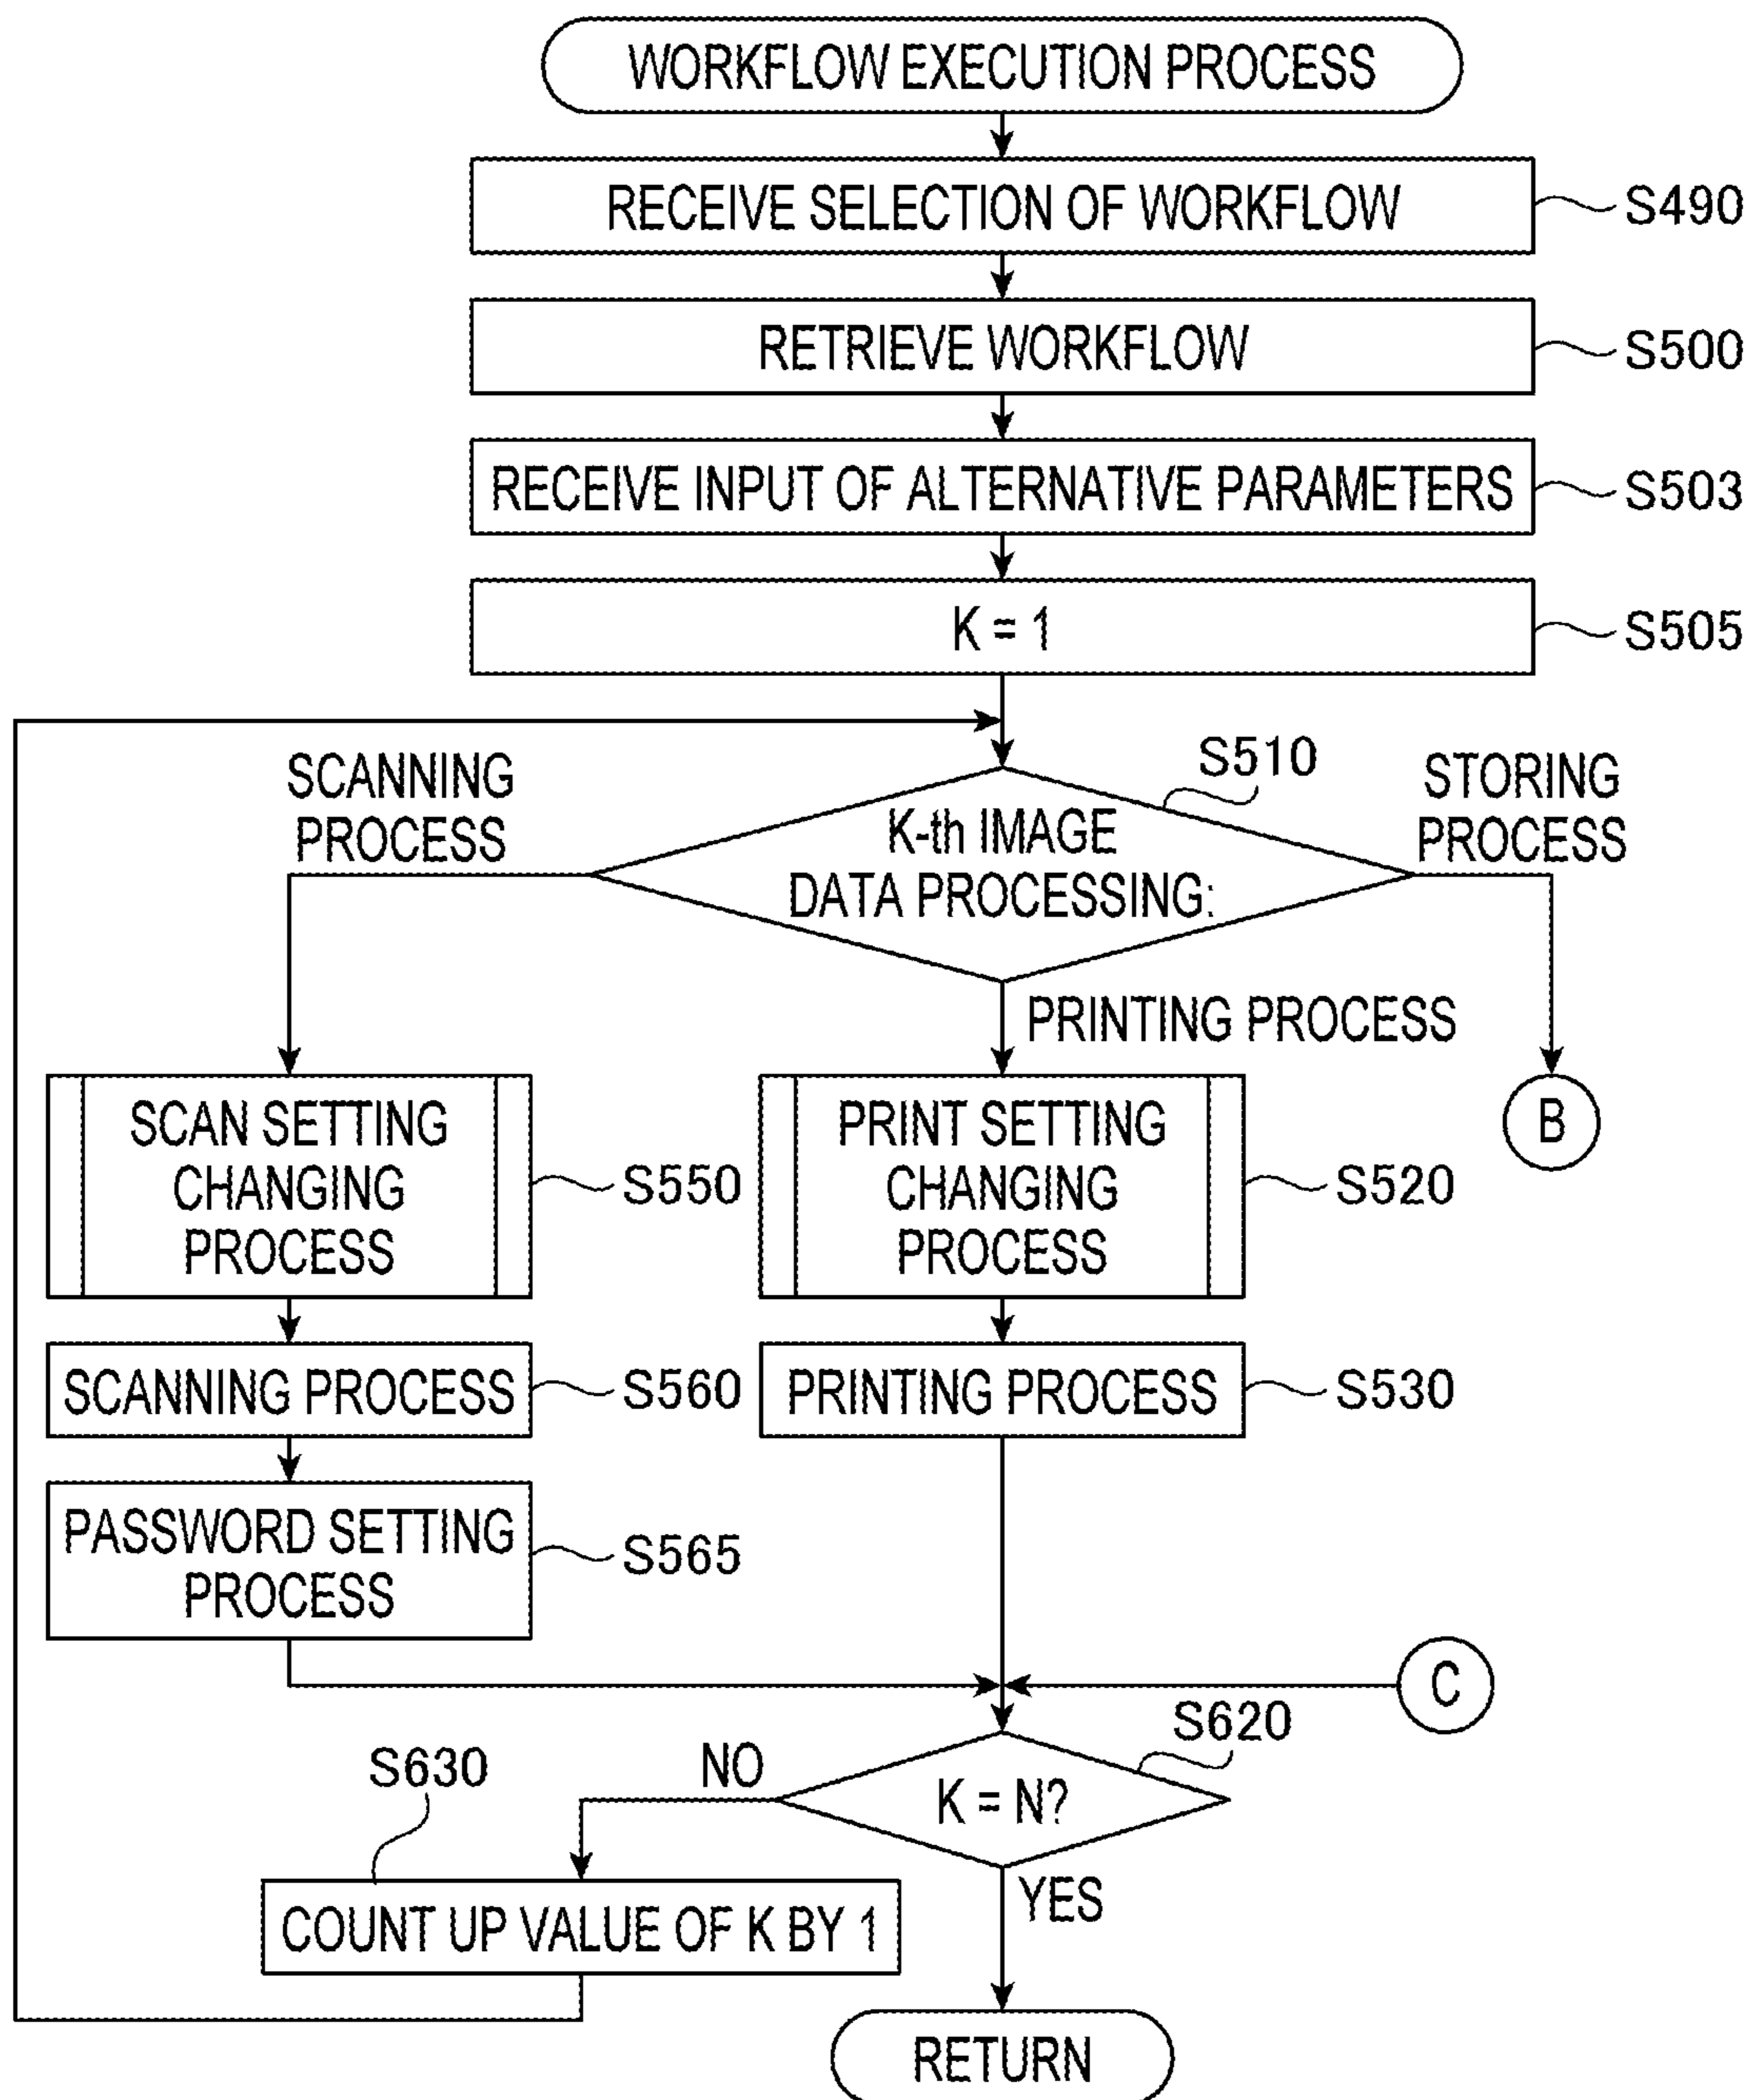 WORKFLOW EXECUTION PROCESS
RECEIVE SELECTION OF WORKFLOW
S490
RETRIEVE WORKFLOW
S500
RECEIVE INPUT OF ALTERNATIVE PARAMETERS
S503
K = 1
S505
SCANNING
PROCESS
S510
K-th IMAGE
DATA PROCESSING:
STORING
PROCESS
PRINTING PROCESS
SCAN SETTING
CHANGING
PROCESS
S550
PRINT SETTING
CHANGING
PROCESS
S520
B
SCANNING PROCESS
S560
PRINTING PROCESS
S530
PASSWORD SETTING
PROCESS
S565
C
S620
K = N?
NO
S630
YES
COUNT UP VALUE OF K BY 1
RETURN